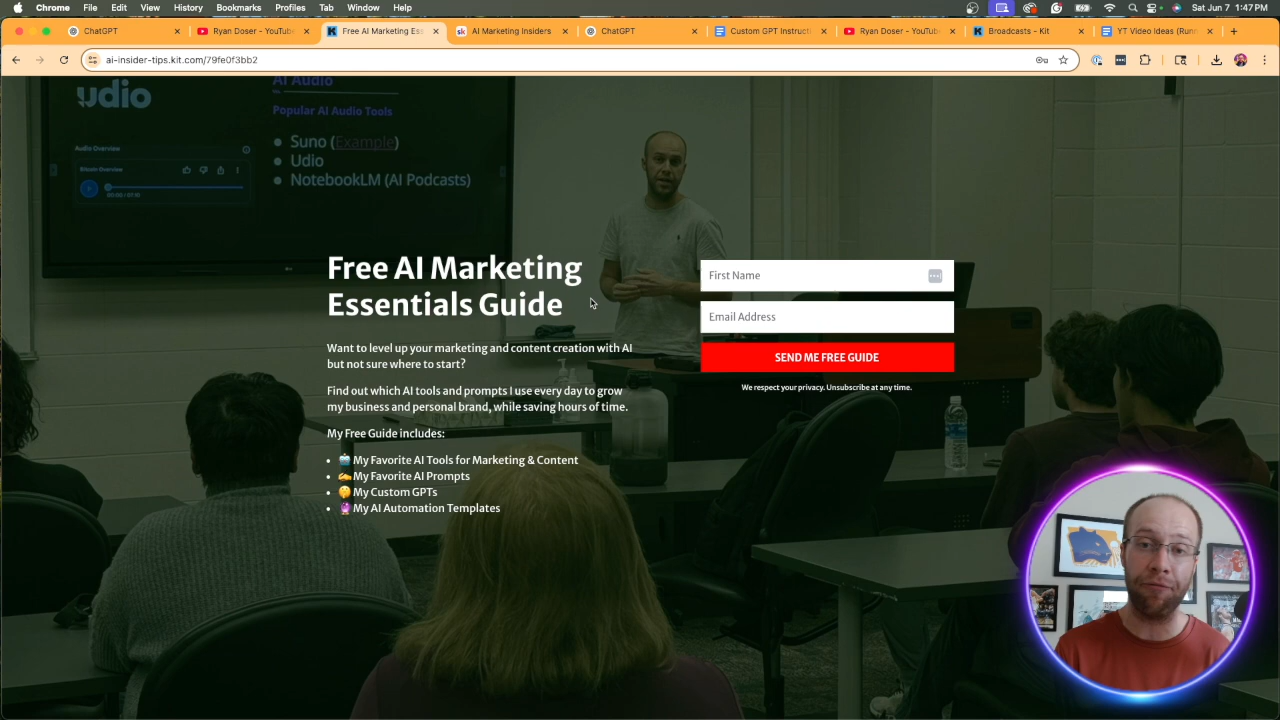 Chrome File Edit View History Bookmarks Profiles Tab Window Help Sat Jun 7 1:47 PM
ChatGPT Ryan Doser - YouTube Free AI Marketing Ess AI Marketing Insiders ChatGPT Custom GPT Instructi Ryan Doser - YouTube Broadcasts - Kit YT Video Ideas (Runn
ai-insider-tips.kit.com/79fe0f3bb2
udio
AI Audio
Popular AI Audio Tools
Suno (Example)
Udio
NotebookLM (AI Podcasts)
Audio Overview
Free AI Marketing
Essentials Guide
Want to level up your marketing and content creation with AI
but not sure where to start?
Find out which AI tools and prompts I use every day to grow
my business and personal brand, while saving hours of time.
My Free Guide includes:
• 🤖 My Favorite AI Tools for Marketing & Content
• ✍️ My Favorite AI Prompts
• 🤫 My Custom GPTs
• 🔮 My AI Automation Templates
First Name
Email Address
SEND ME FREE GUIDE
We respect your privacy. Unsubscribe at any time.